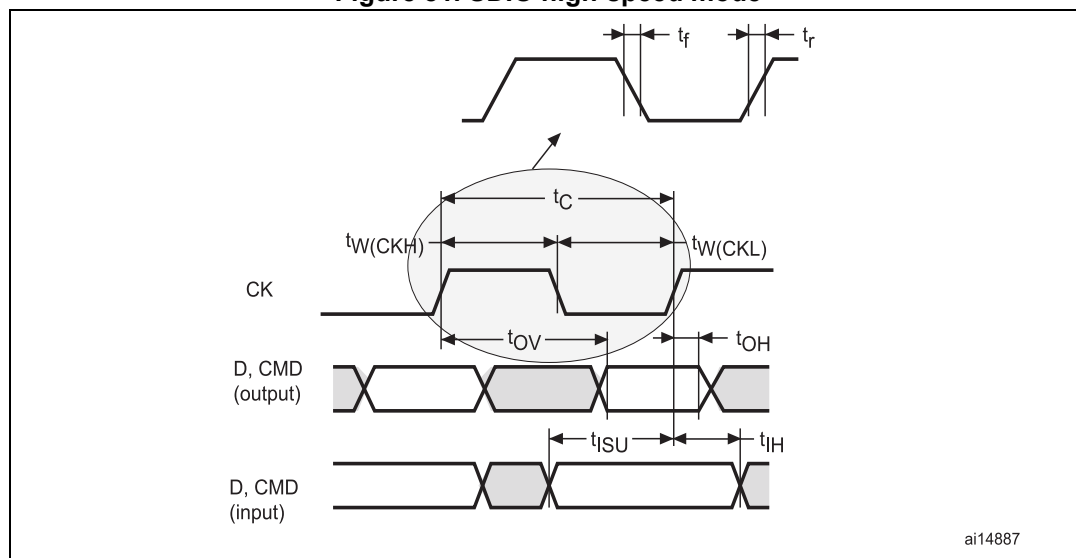 Figure SDIO high-speed mode
tf
tr
tC
tW(CKH)
tW(CKL)
CK
tOV
tOH
D, CMD
(output)
tISU
tIH
D, CMD
(input)
ai14887